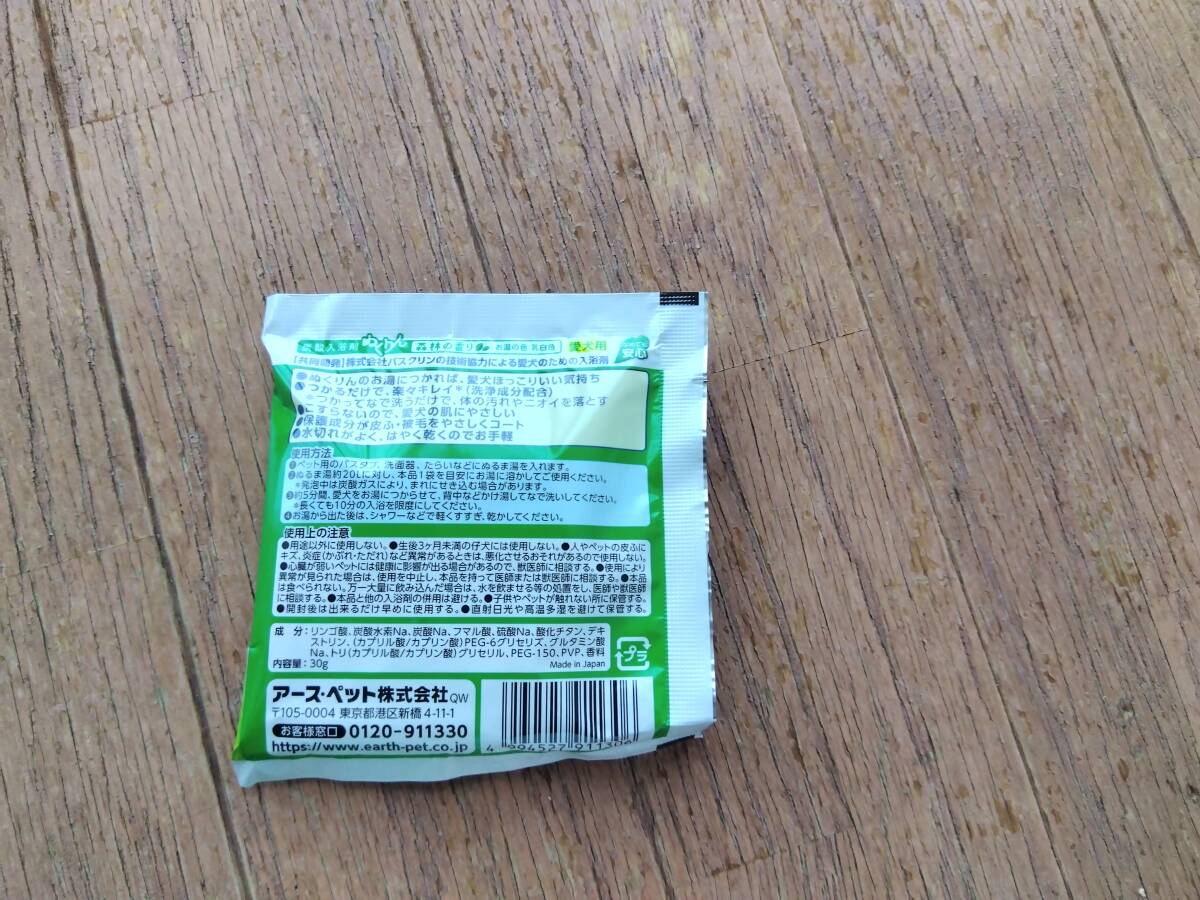 炭酸入浴剤 ぬくりん 森林の香り お湯の色 乳白色 愛犬用
安心
[共同開発]株式会社バスクリンの技術協力による愛犬のための入浴剤
●ぬくりんのお湯につかれば、愛犬ほっこりいい気持ち
●つかるだけで、楽々キレイ*(洗浄成分配合)
*つかってなで洗うだけで、体の汚れやニオイを落とす
●こすらないので、愛犬の肌にやさしい
●保護成分が皮ふ・被毛をやさしくコート
●水切れがよく、はやく乾くのでお手軽
使用方法
❶ペット用のバスタブ、洗面器、たらいなどにぬるま湯を入れます。
❷ぬるま湯約20Lに対し、本品1袋を目安にお湯に溶かしてご使用ください。
*発泡中は炭酸ガスにより、まれにせき込む場合があります。
❸約5分間、愛犬をお湯につからせて、背中などかけ湯してなで洗いしてください。
*長くても10分の入浴を限度にしてください。
❹お湯から出た後は、シャワーなどで軽くすすぎ、乾かしてください。
使用上の注意
●用途以外に使用しない。●生後3ヶ月未満の仔犬には使用しない。●人やペットの皮ふに
キズ、炎症(かぶれ・ただれ)など異常があるときは、悪化させるおそれがあるので使用しない。
●心臓が弱いペットには健康に影響が出る場合があるので、獣医師に相談する。●使用により
異常が見られた場合は、使用を中止し、本品を持って医師または獣医師に相談する。●本品
は食べられない。万一大量に飲み込んだ場合は、水を飲ませる等の処置をし、医師や獣医師
に相談する。●本品と他の入浴剤の併用は避ける。●子供やペットが触れない所に保管する。
●開封後は出来るだけ早めに使用する。●直射日光や高温多湿を避けて保管する。
成 分:リンゴ酸、炭酸水素Na、炭酸Na、フマル酸、硫酸Na、酸化チタン、デキ
ストリン、(カプリル酸/カプリン酸)PEG-6グリセリズ、グルタミン酸
Na、トリ(カプリル酸/カプリン酸)グリセリル、PEG-150、PVP、香料
内容量:30g Made in Japan
プラ
アース・ペット株式会社 QW
〒105-0004 東京都港区新橋4-11-1
お客様窓口 0120-911330
https://www.earth-pet.co.jp
4 994527 911306